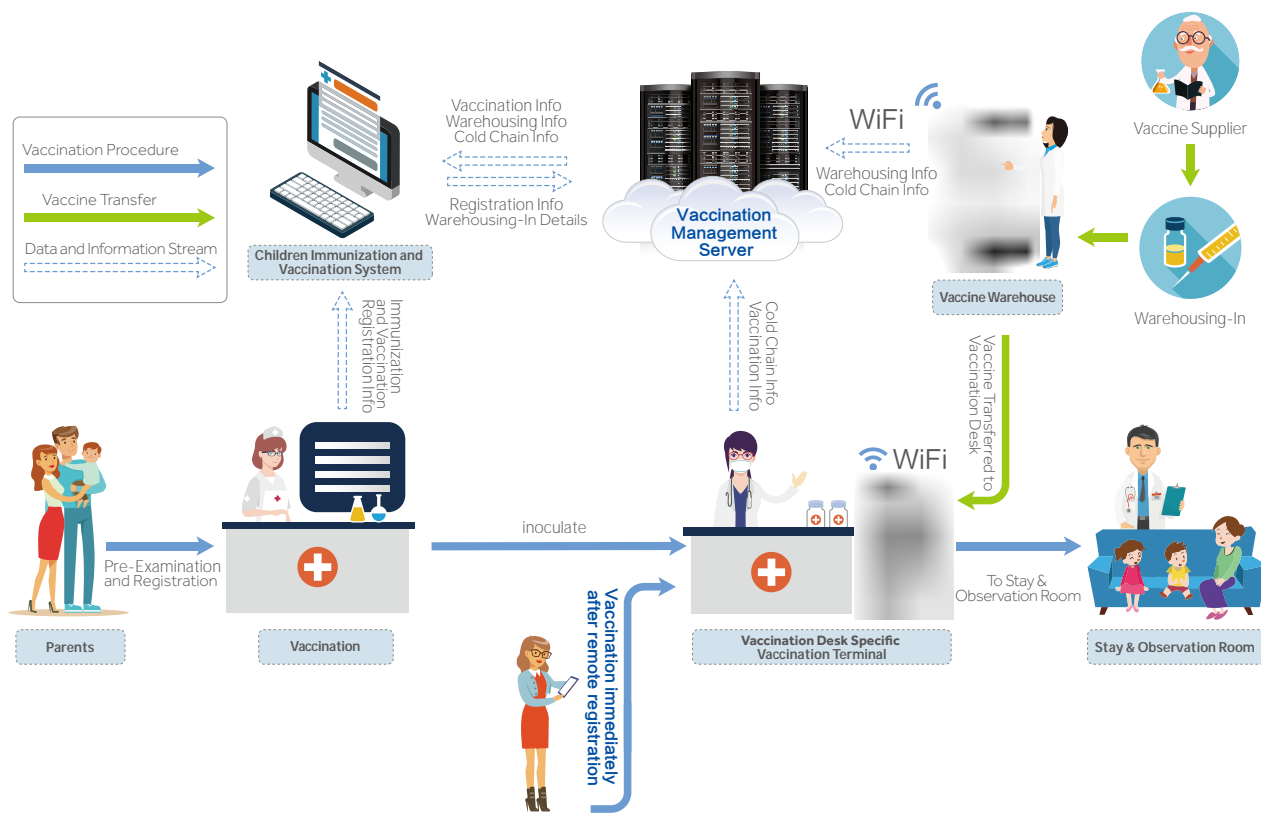 Vaccination Procedure
Vaccine Transfer
Data and Information Stream
Children Immunization and
Vaccination System
Vaccination Info
Warehousing Info
Cold Chain Info
Registration Info
Warehousing-In Details
Vaccination
Management
Server
WiFi
Warehousing Info
Cold Chain Info
Vaccine Warehouse
Vaccine Supplier
Warehousing-In
Immunization
and Vaccination
Registration Info
Cold Chain Info
Vaccination Info
Vaccine Transferred to
Vaccination Desk
WiFi
Pre-Examination
and Registration
inoculate
To Stay &
Observation Room
Parents
Vaccination
Vaccination Desk Specific
Vaccination Terminal
Stay & Observation Room
Vaccination immediately
after remote registration